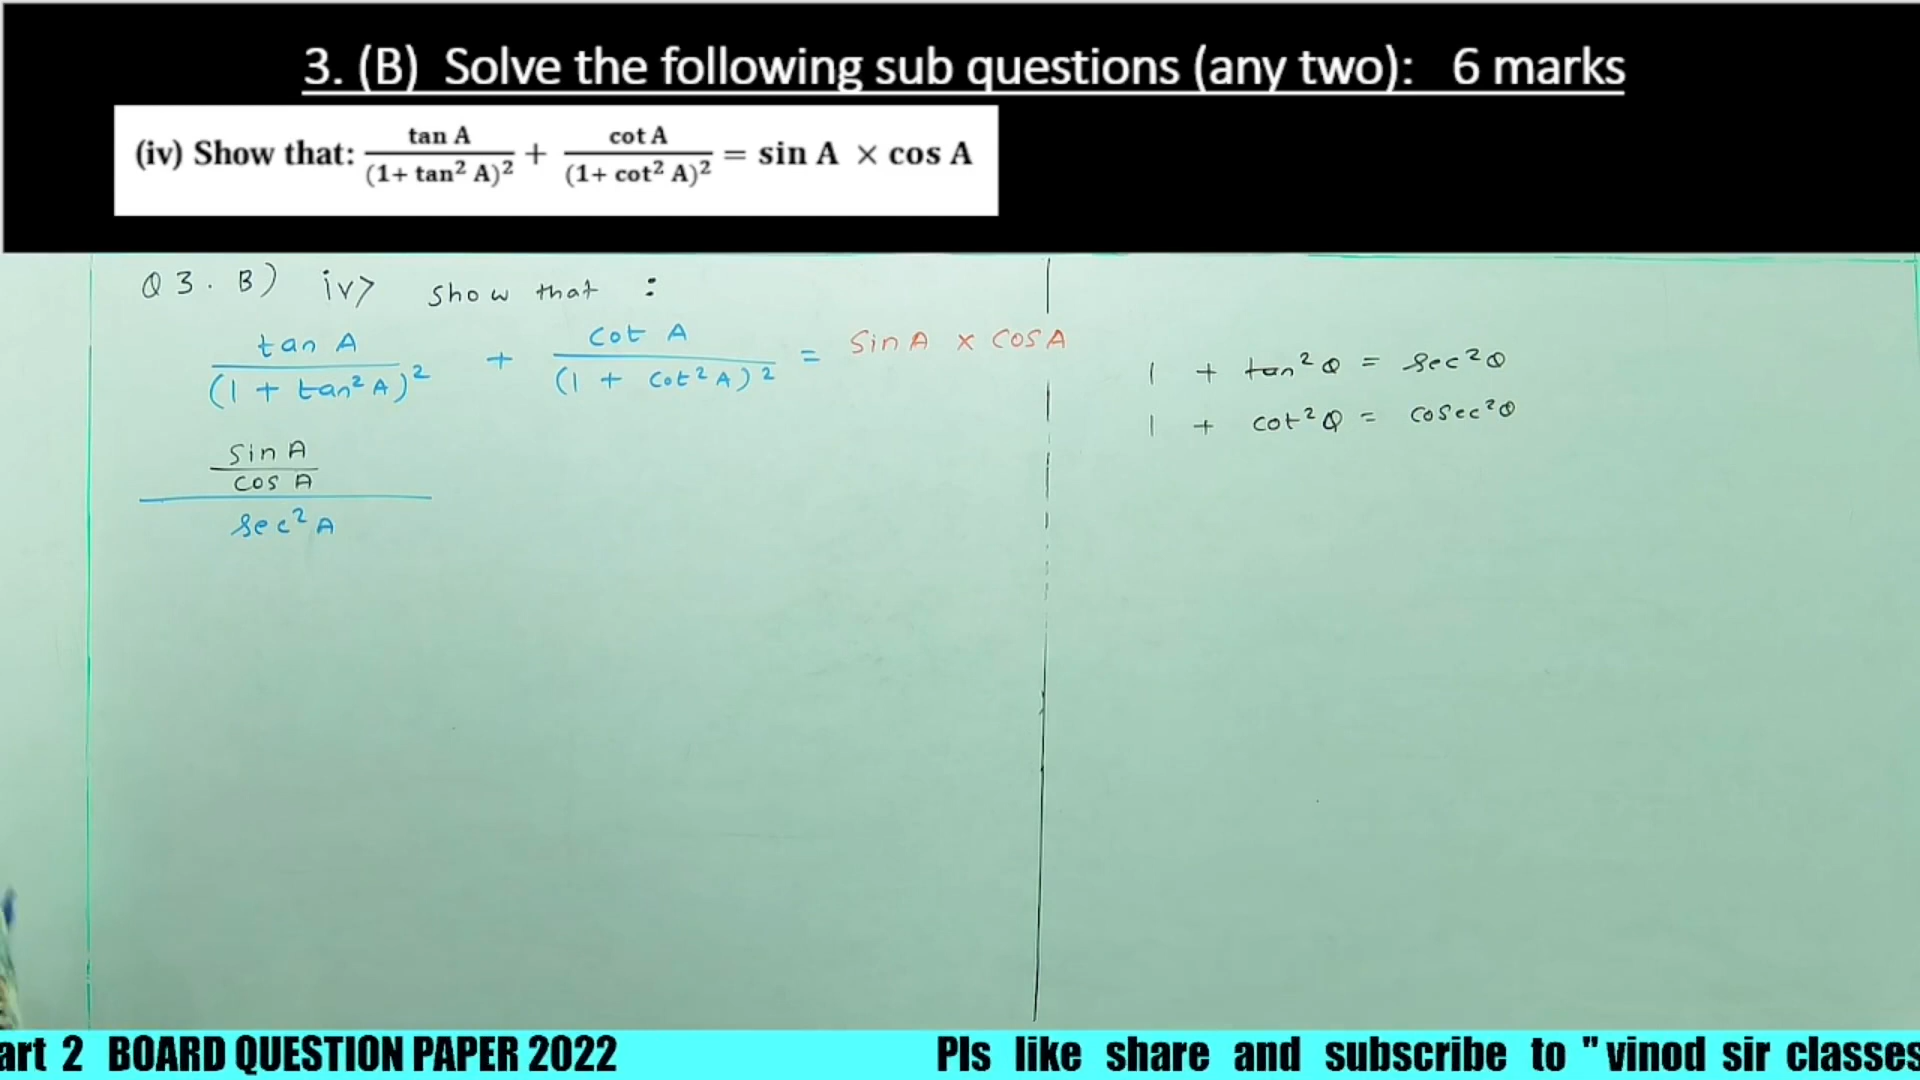 3. (B) Solve the following sub questions (any two): 6 marks
(iv) Show that: tan A / (1+ tan² A)² + cot A / (1+ cot² A)² = sin A × cos A
Q 3. B) iv> Show that :
tan A / (1 + tan² A)² + cot A / (1 + cot² A)² = sin A × cos A
sin A / cos A
sec² A
1 + tan² θ = sec² θ
1 + cot² θ = cosec² θ
art 2 BOARD QUESTION PAPER 2022 Pls like share and subscribe to "vinod sir classes